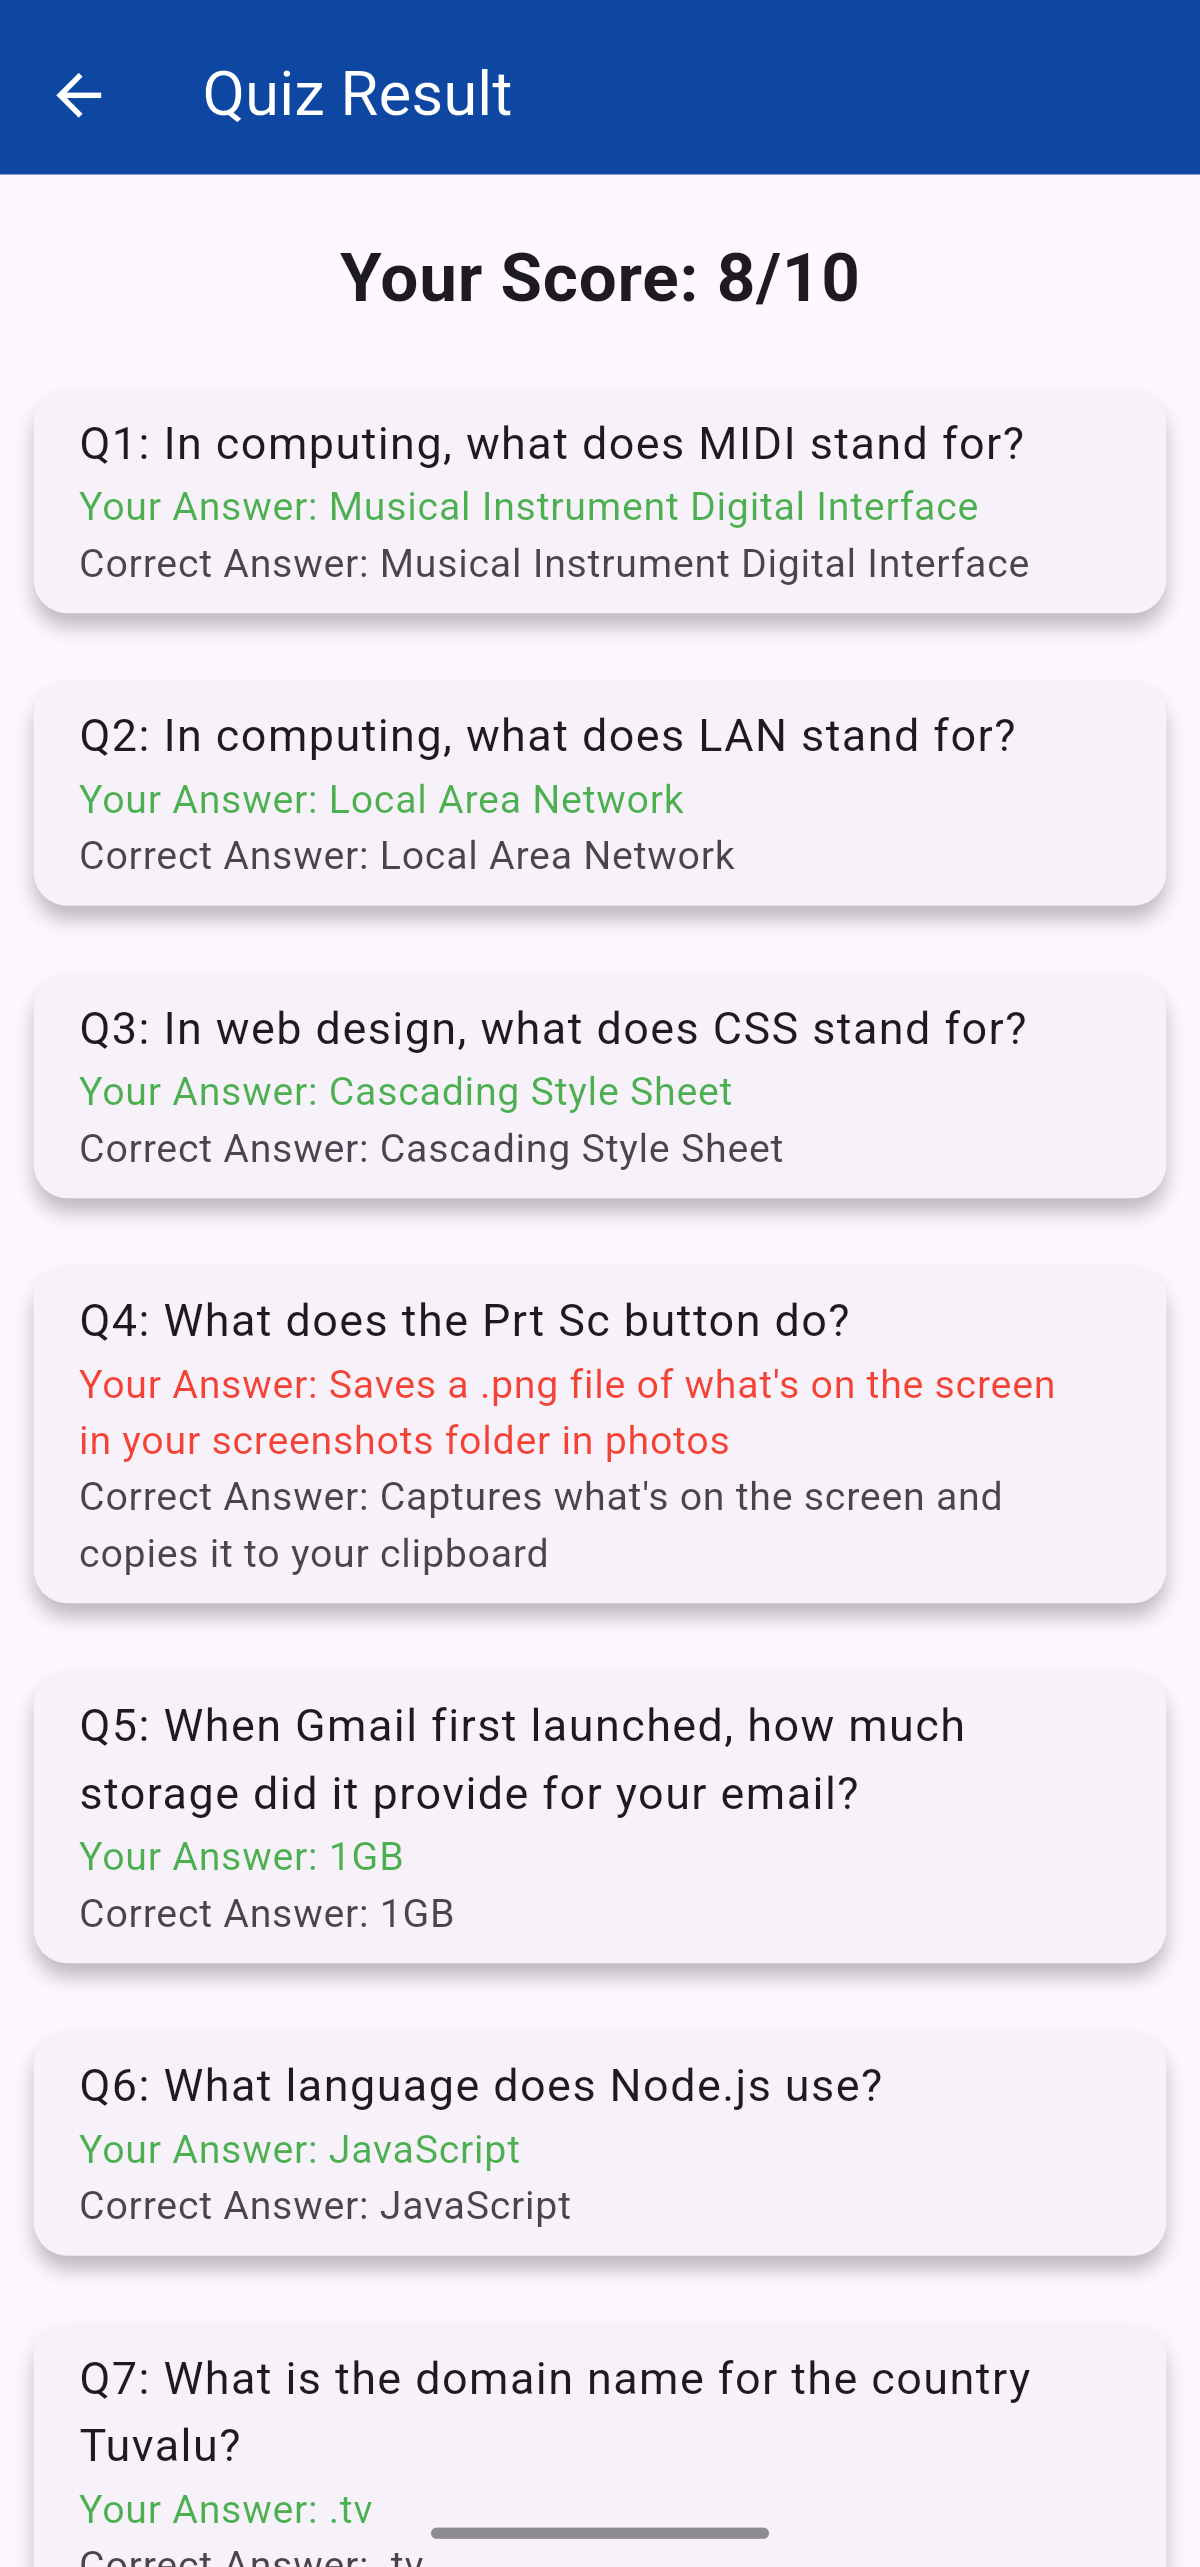 Quiz Result
Your Score: 8/10
Q1: In computing, what does MIDI stand for?
Your Answer: Musical Instrument Digital Interface
Correct Answer: Musical Instrument Digital Interface
Q2: In computing, what does LAN stand for?
Your Answer: Local Area Network
Correct Answer: Local Area Network
Q3: In web design, what does CSS stand for?
Your Answer: Cascading Style Sheet
Correct Answer: Cascading Style Sheet
Q4: What does the Prt Sc button do?
Your Answer: Saves a .png file of what's on the screen
in your screenshots folder in photos
Correct Answer: Captures what's on the screen and
copies it to your clipboard
Q5: When Gmail first launched, how much
storage did it provide for your email?
Your Answer: 1GB
Correct Answer: 1GB
Q6: What language does Node.js use?
Your Answer: JavaScript
Correct Answer: JavaScript
Q7: What is the domain name for the country
Tuvalu?
Your Answer: .tv
Correct Answer: .tv